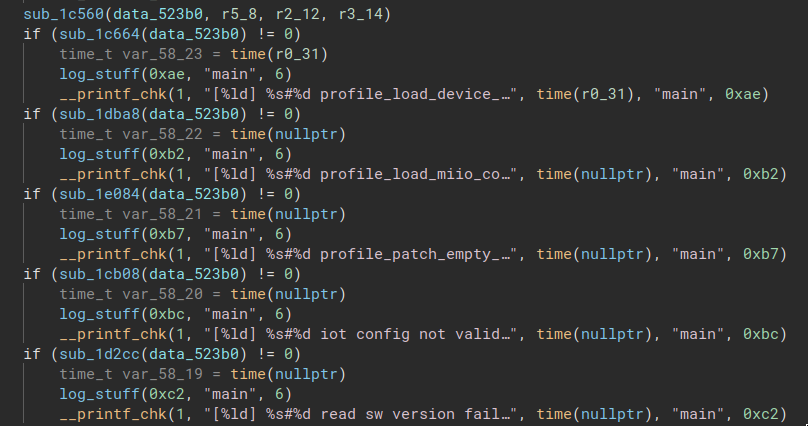 sub_1c560(data_523b0, r5_8, r2_12, r3_14)
if (sub_1c664(data_523b0) != 0)
time_t var_58_23 = time(r0_31)
log_stuff(0xae, "main", 6)
__printf_chk(1, "[%ld] %s#%d profile_load_device_…", time(r0_31), "main", 0xae)
if (sub_1dba8(data_523b0) != 0)
time_t var_58_22 = time(nullptr)
log_stuff(0xb2, "main", 6)
__printf_chk(1, "[%ld] %s#%d profile_load_miio_co…", time(nullptr), "main", 0xb2)
if (sub_1e084(data_523b0) != 0)
time_t var_58_21 = time(nullptr)
log_stuff(0xb7, "main", 6)
__printf_chk(1, "[%ld] %s#%d profile_patch_empty_…", time(nullptr), "main", 0xb7)
if (sub_1cb08(data_523b0) != 0)
time_t var_58_20 = time(nullptr)
log_stuff(0xbc, "main", 6)
__printf_chk(1, "[%ld] %s#%d iot config not valid…", time(nullptr), "main", 0xbc)
if (sub_1d2cc(data_523b0) != 0)
time_t var_58_19 = time(nullptr)
log_stuff(0xc2, "main", 6)
__printf_chk(1, "[%ld] %s#%d read sw version fail…", time(nullptr), "main", 0xc2)